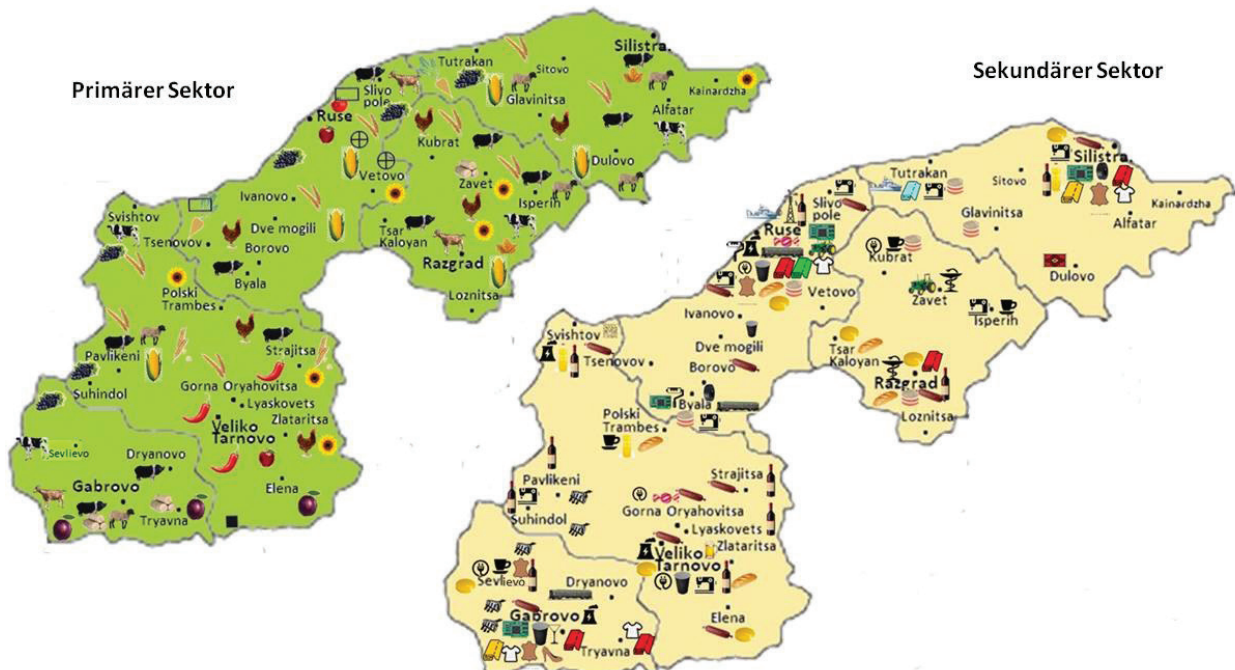 Primärer Sektor
Silistra
Tutrakan
Sitovo
Slivo
pole
Kainardzha
Glavinitsa
Alfatar
Ruse
Kubrat
Dulovo
Vetovo
Zavet
Ivanovo
Isperih
Svishtov
Tsenovov
Dve mogili
Borovo
Tsar
Kaloyan
Byala
Razgrad
Polski
Trambes
Loznitsa
Pavlikeni
Strajitsa
Suhindol
Gorna Oryahovitsa
Lyaskovets
Veliko
Tarnovo
Zlataritsa
Sevlievo
Dryanovo
Gabrovo
Elena
Tryavna
Sekundärer Sektor
Silistra
Tutrakan
Sitovo
Slivo
pole
Kainardzha
Glavinitsa
Alfatar
Ruse
Kubrat
Dulovo
Vetovo
Zavet
Ivanovo
Isperih
Svishtov
Tsenovov
Dve mogili
Tsar
Kaloyan
Borovo
Razgrad
Byala
Loznitsa
Polski
Trambes
Strajitsa
Pavlikeni
Gorna Oryahovitsa
Suhindol
Lyaskovets
Zlataritsa
Veliko
Tarnovo
Sevlievo
Dryanovo
Elena
Gabrovo
Tryavna